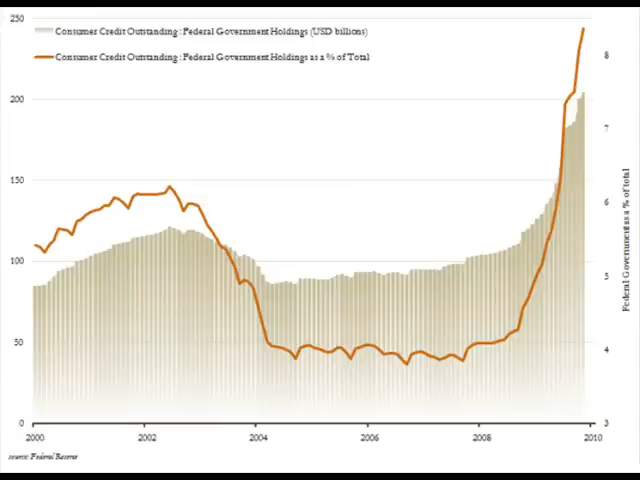 250
Consumer Credit Outstanding: Federal Government Holdings (USD billions)
Consumer Credit Outstanding: Federal Government Holdings as a % of Total
200
150
100
50
0
8
7
6
5
4
3
Federal Government as a % of total
2000 2002 2004 2006 2008 2010
source: Federal Reserve